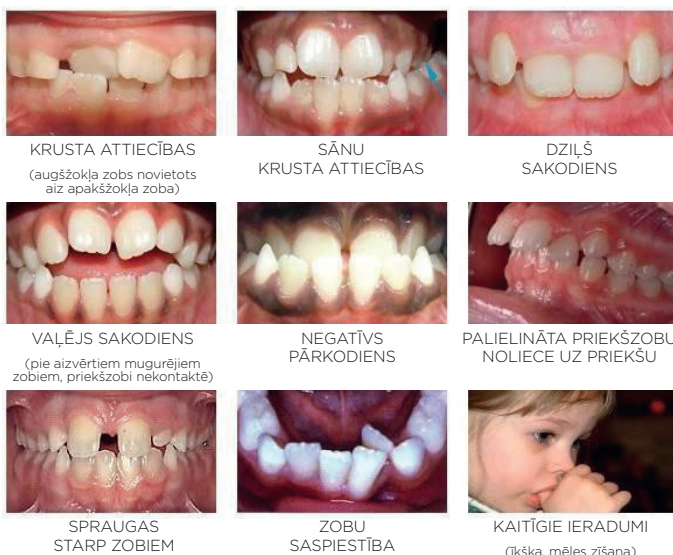 KRUSTA ATTIECĪBAS
(augšžokļa zobs novietots
aiz apakšžokļa zoba)
SĀNU
KRUSTA ATTIECĪBAS
DZIĻŠ
SAKODIENS
VAĻĒJS SAKODIENS
(pie aizvērtiem mugurējiem
zobiem, priekšzobi nekontaktē)
NEGATĪVS
PĀRKODIENS
PALIELINĀTA PRIEKŠZOBU
NOLIECE UZ PRIEKŠU
SPRAUGAS
STARP ZOBIEM
ZOBU
SASPIESTĪBA
KAITĪGIE IERADUMI
(īkšķa, mēles zīšana)